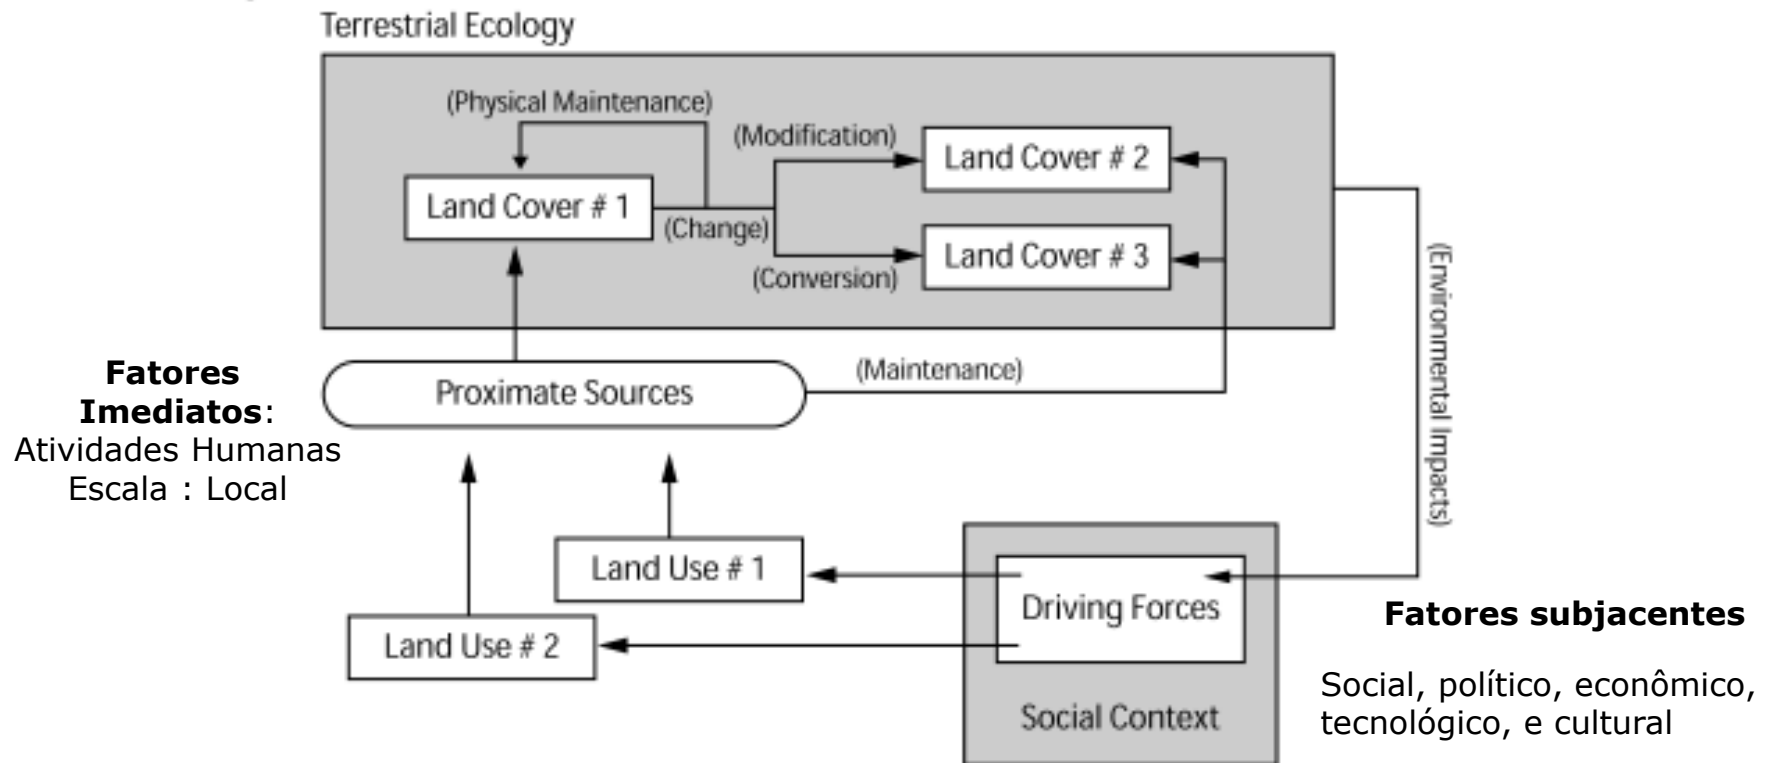 Terrestrial Ecology
(Physical Maintenance)
(Modification)
Land Cover # 2
Land Cover # 1
(Change)
Land Cover # 3
(Conversion)
(Environmental Impacts)
Fatores
Imediatos:
Atividades Humanas
Escala : Local
Proximate Sources
(Maintenance)
Land Use # 1
Land Use # 2
Driving Forces
Social Context
Fatores subjacentes
Social, político, econômico,
tecnológico, e cultural